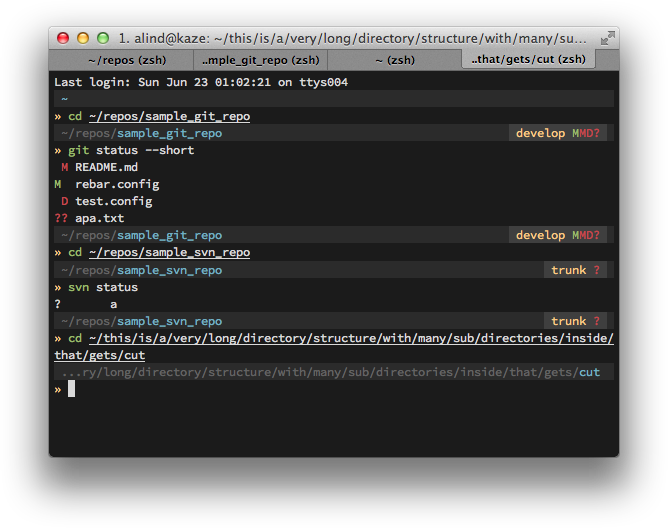 1. alind@kaze: ~/this/is/a/very/long/directory/structure/with/many/su...
~/repos (zsh) ..mple_git_repo (zsh) ~ (zsh) ..that/gets/cut (zsh)
Last login: Sun Jun 23 01:02:21 on ttys004
~
» cd ~/repos/sample_git_repo
~/repos/sample_git_repo develop MMD?
» git status --short
M README.md
M rebar.config
D test.config
?? apa.txt
~/repos/sample_git_repo develop MMD?
» cd ~/repos/sample_svn_repo
~/repos/sample_svn_repo trunk ?
» svn status
? a
~/repos/sample_svn_repo trunk ?
» cd ~/this/is/a/very/long/directory/structure/with/many/sub/directories/inside/
that/gets/cut
...ry/long/directory/structure/with/many/sub/directories/inside/that/gets/cut
»